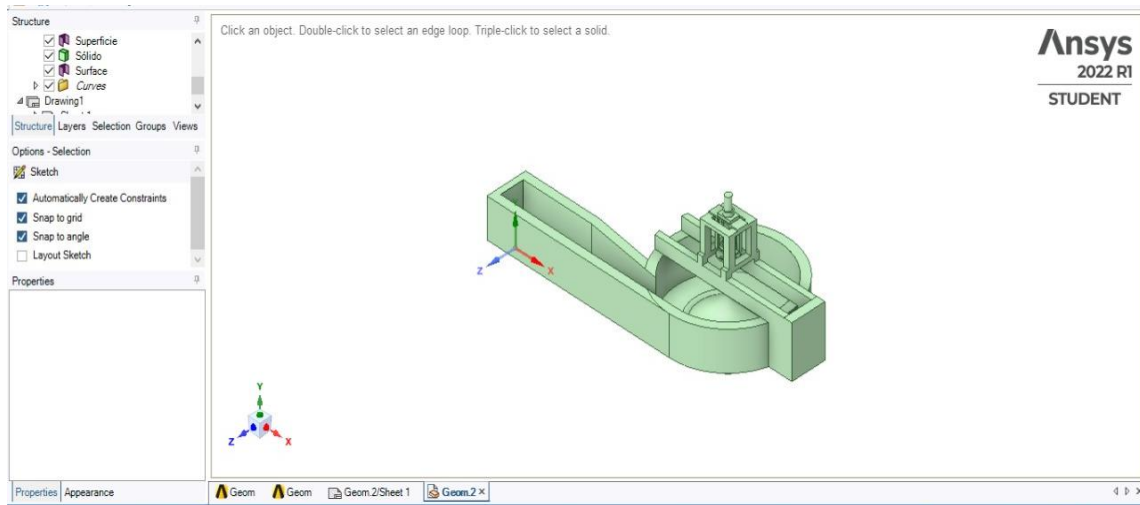 Structure
Superficie
Sólido
Surface
Curves
Drawing1
Structure Layers Selection Groups Views
Options - Selection
Sketch
Automatically Create Constraints
Snap to grid
Snap to angle
Layout Sketch
Properties
Properties Appearance
Click an object. Double-click to select an edge loop. Triple-click to select a solid.
Ansys
2022 R1
STUDENT
Z X
Y
Z X
Geom Geom Geom.2/Sheet 1 Geom.2